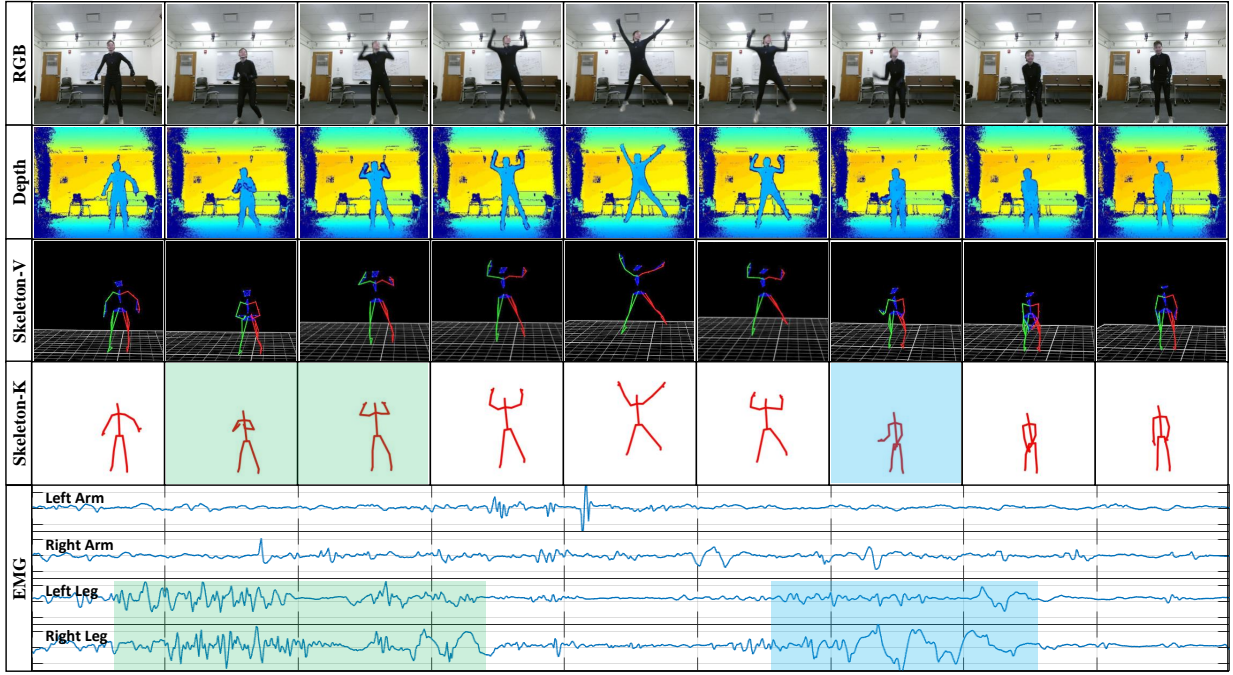 RGB
Depth
Skeleton-V
Skeleton-K
EMG
Left Arm
Right Arm
Left Leg
Right Leg